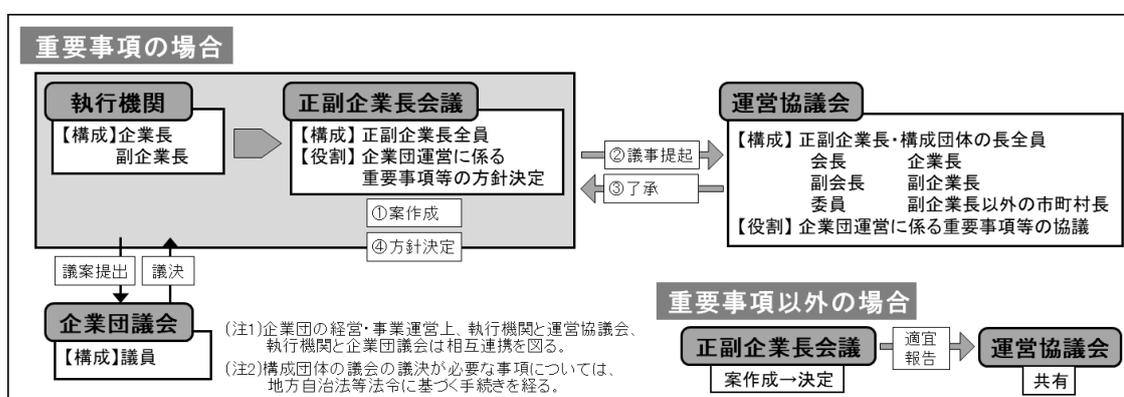 重要事項の場合
執行機関
【構成】企業長
副企業長
正副企業長会議
【構成】正副企業長全員
【役割】企業団運営に係る
重要事項等の方針決定
①案作成
④方針決定
②議事提起
③了承
運営協議会
【構成】正副企業長・構成団体の長全員
会長 企業長
副会長 副企業長
委員 副企業長以外の市町村長
【役割】企業団運営に係る重要事項等の協議
議案提出
議決
企業団議会
【構成】議員
(注1)企業団の経営・事業運営上、執行機関と運営協議会、
執行機関と企業団議会は相互連携を図る。
(注2)構成団体の議会の議決が必要な事項については、
地方自治法等法令に基づく手続きを経る。
重要事項以外の場合
正副企業長会議
案作成→決定
適宜
報告
運営協議会
共有